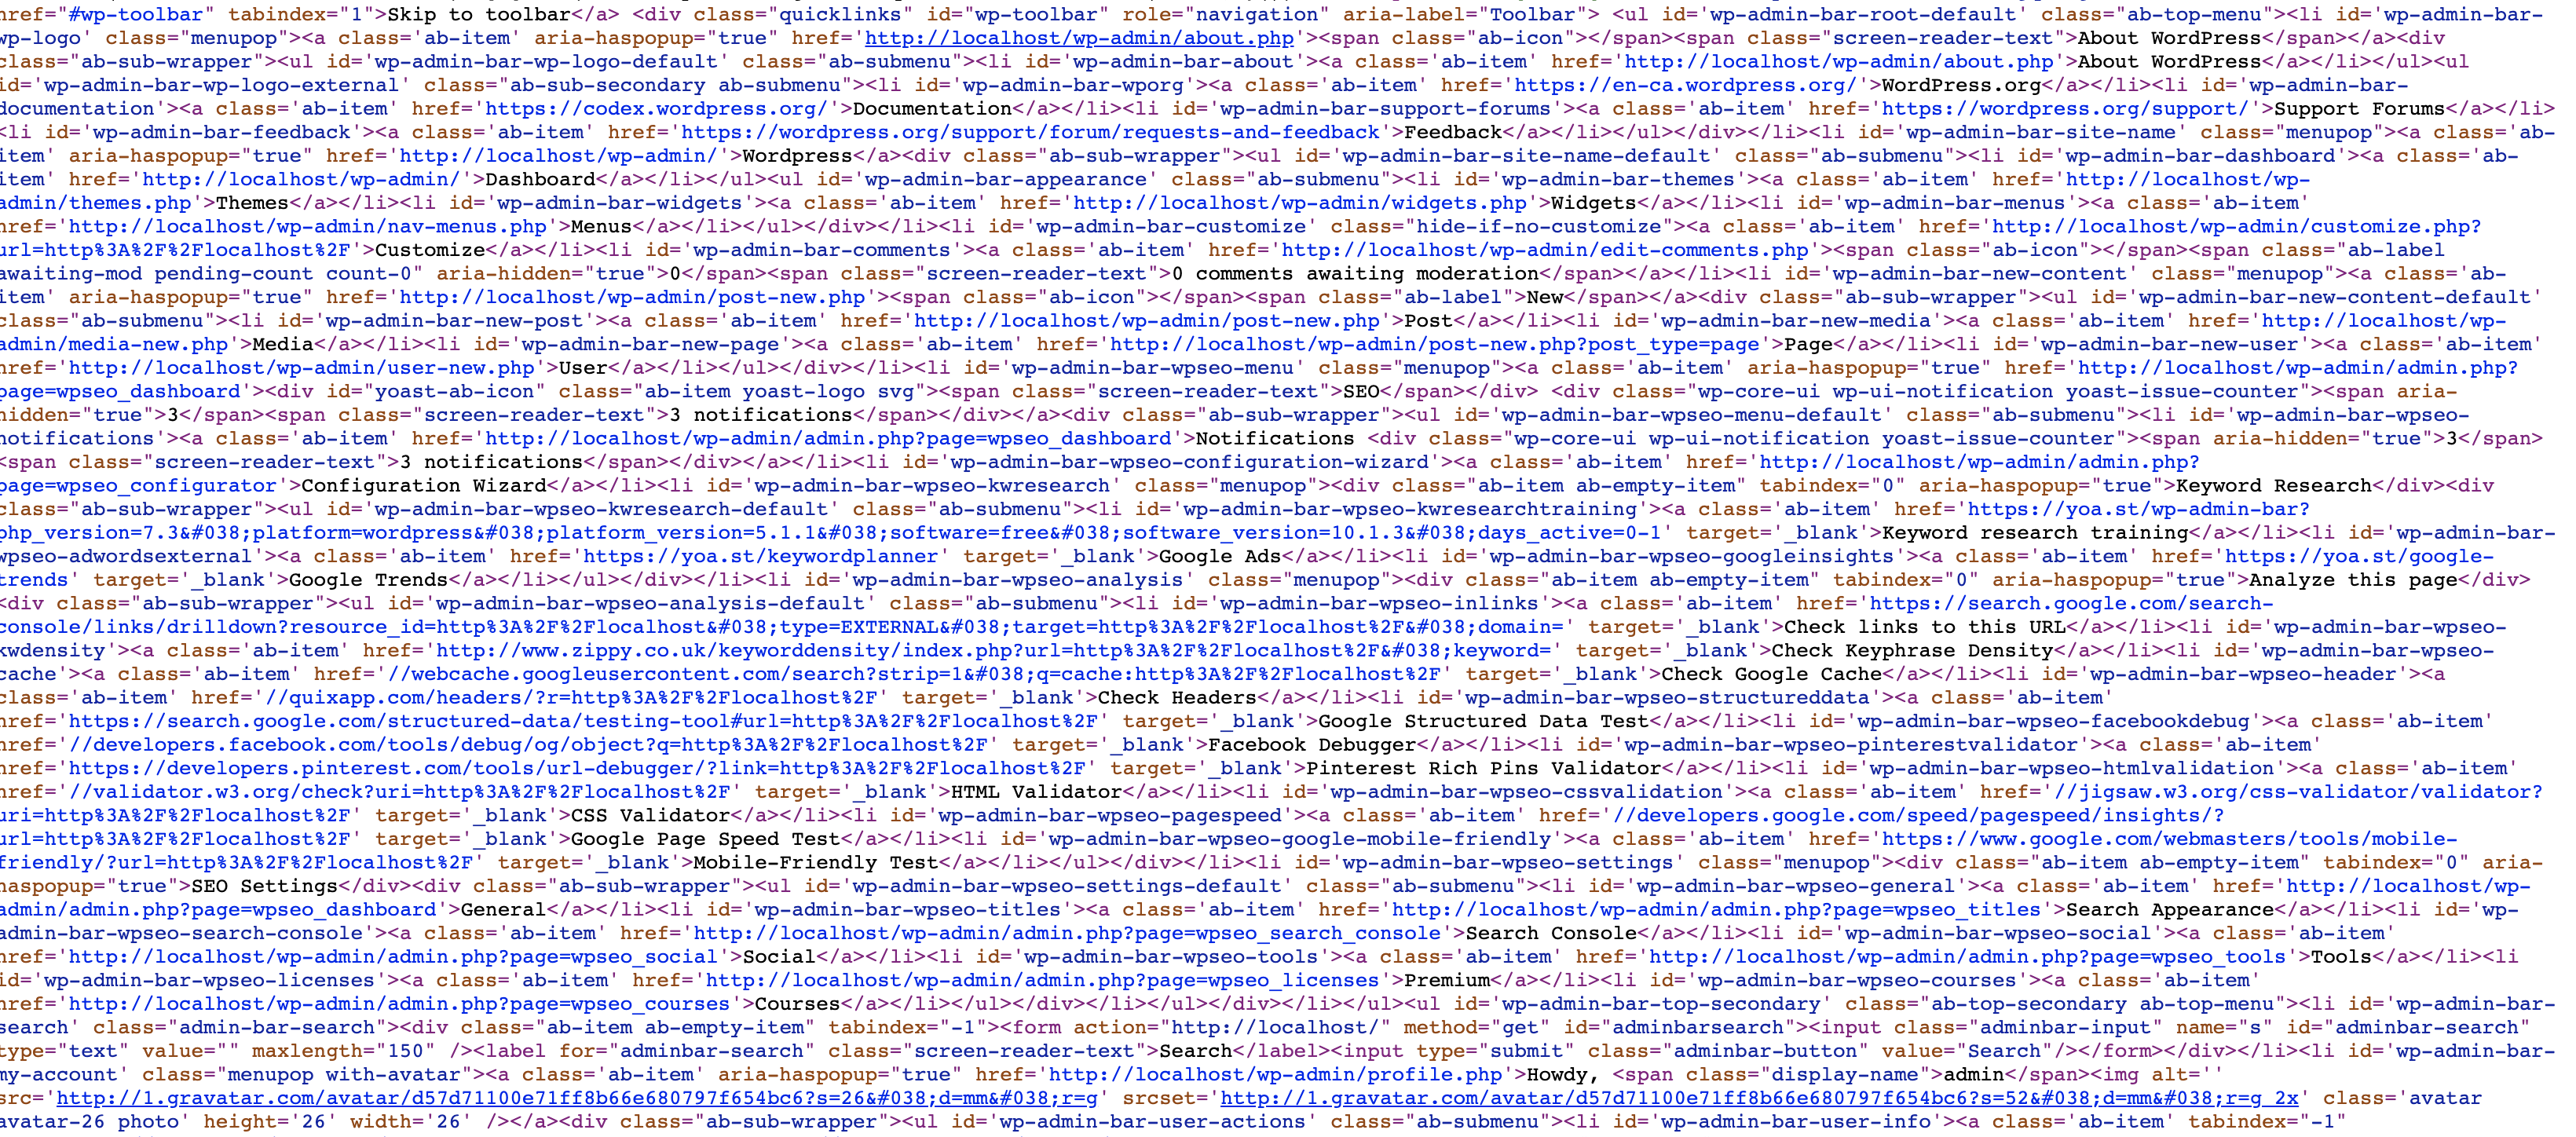 href="#wp-toolbar" tabindex="1">Skip to toolbar</a> <div class="quicklinks" id="wp-toolbar" role="navigation" aria-label="Toolbar"> <ul id='wp-admin-bar-root-default' class="ab-top-menu"><li id='wp-admin-bar-
wp-logo' class="menupop"><a class='ab-item' aria-haspopup="true" href='http://localhost/wp-admin/about.php'><span class="ab-icon"></span><span class="screen-reader-text">About WordPress</span></a><div
class="ab-sub-wrapper"><ul id='wp-admin-bar-wp-logo-default' class="ab-submenu"><li id='wp-admin-bar-about'><a class='ab-item' href='http://localhost/wp-admin/about.php'>About WordPress</a></li></ul><ul
id='wp-admin-bar-wp-logo-external' class="ab-sub-secondary ab-submenu"><li id='wp-admin-bar-wporg'><a class='ab-item' href='https://en-ca.wordpress.org/'>WordPress.org</a></li><li id='wp-admin-bar-
documentation'><a class='ab-item' href='https://codex.wordpress.org/'>Documentation</a></li><li id='wp-admin-bar-support-forums'><a class='ab-item' href='https://wordpress.org/support/'>Support Forums</a></li>
<li id='wp-admin-bar-feedback'><a class='ab-item' href='https://wordpress.org/support/forum/requests-and-feedback'>Feedback</a></li></ul></div></li><li id='wp-admin-bar-site-name' class="menupop"><a class='ab-
item' aria-haspopup="true" href='http://localhost/wp-admin/'>Wordpress</a><div class="ab-sub-wrapper"><ul id='wp-admin-bar-site-name-default' class="ab-submenu"><li id='wp-admin-bar-dashboard'><a class='ab-
item' href='http://localhost/wp-admin/'>Dashboard</a></li></ul><ul id='wp-admin-bar-appearance' class="ab-submenu"><li id='wp-admin-bar-themes'><a class='ab-item' href='http://localhost/wp-
admin/themes.php'>Themes</a></li><li id='wp-admin-bar-widgets'><a class='ab-item' href='http://localhost/wp-admin/widgets.php'>Widgets</a></li><li id='wp-admin-bar-menus'><a class='ab-item'
href='http://localhost/wp-admin/nav-menus.php'>Menus</a></li></ul></div></li><li id='wp-admin-bar-customize' class="hide-if-no-customize"><a class='ab-item' href='http://localhost/wp-admin/customize.php?
url=http%3A%2F%2Flocalhost%2F'>Customize</a></li><li id='wp-admin-bar-comments'><a class='ab-item' href='http://localhost/wp-admin/edit-comments.php'><span class="ab-icon"></span><span class="ab-label
awaiting-mod pending-count count-0" aria-hidden="true">0</span><span class="screen-reader-text">0 comments awaiting moderation</span></a></li><li id='wp-admin-bar-new-content' class="menupop"><a class='ab-
item' aria-haspopup="true" href='http://localhost/wp-admin/post-new.php'><span class="ab-icon"></span><span class="ab-label">New</span></a><div class="ab-sub-wrapper"><ul id='wp-admin-bar-new-content-default'
class="ab-submenu"><li id='wp-admin-bar-new-post'><a class='ab-item' href='http://localhost/wp-admin/post-new.php'>Post</a></li><li id='wp-admin-bar-new-media'><a class='ab-item' href='http://localhost/wp-
admin/media-new.php'>Media</a></li><li id='wp-admin-bar-new-page'><a class='ab-item' href='http://localhost/wp-admin/post-new.php?post_type=page'>Page</a></li><li id='wp-admin-bar-new-user'><a class='ab-item'
href='http://localhost/wp-admin/user-new.php'>User</a></li></ul></div></li><li id='wp-admin-bar-wpseo-menu' class="menupop"><a class='ab-item' aria-haspopup="true" href='http://localhost/wp-admin/admin.php?
page=wpseo_dashboard'><div id="yoast-ab-icon" class="ab-item yoast-logo svg"><span class="screen-reader-text">SEO</span></div> <div class="wp-core-ui wp-ui-notification yoast-issue-counter"><span aria-
hidden="true">3</span><span class="screen-reader-text">3 notifications</span></div></a><div class="ab-sub-wrapper"><ul id='wp-admin-bar-wpseo-menu-default' class="ab-submenu"><li id='wp-admin-bar-wpseo-
notifications'><a class='ab-item' href='http://localhost/wp-admin/admin.php?page=wpseo_dashboard'>Notifications <div class="wp-core-ui wp-ui-notification yoast-issue-counter"><span aria-hidden="true">3</span>
<span class="screen-reader-text">3 notifications</span></div></a></li><li id='wp-admin-bar-wpseo-configuration-wizard'><a class='ab-item' href='http://localhost/wp-admin/admin.php?
page=wpseo_configurator'>Configuration Wizard</a></li><li id='wp-admin-bar-wpseo-kwresearch' class="menupop"><div class="ab-item ab-empty-item" tabindex="0" aria-haspopup="true">Keyword Research</div><div
class="ab-sub-wrapper"><ul id='wp-admin-bar-wpseo-kwresearch-default' class="ab-submenu"><li id='wp-admin-bar-wpseo-kwresearchtraining'><a class='ab-item' href='https://yoa.st/wp-admin-bar?
php_version=7.3&#038;platform=wordpress&#038;platform_version=5.1.1&#038;software=free&#038;software_version=10.1.3&#038;days_active=0-1' target='_blank'>Keyword research training</a></li><li id='wp-admin-bar-
wpseo-adwordsexternal'><a class='ab-item' href='https://yoa.st/keywordplanner' target='_blank'>Google Ads</a></li><li id='wp-admin-bar-wpseo-googleinsights'><a class='ab-item' href='https://yoa.st/google-
trends' target='_blank'>Google Trends</a></li></ul></div></li><li id='wp-admin-bar-wpseo-analysis' class="menupop"><div class="ab-item ab-empty-item" tabindex="0" aria-haspopup="true">Analyze this page</div>
<div class="ab-sub-wrapper"><ul id='wp-admin-bar-wpseo-analysis-default' class="ab-submenu"><li id='wp-admin-bar-wpseo-inlinks'><a class='ab-item' href='https://search.google.com/search-
console/links/drilldown?resource_id=http%3A%2F%2Flocalhost&#038;type=EXTERNAL&#038;target=http%3A%2F%2Flocalhost%2F&#038;domain=' target='_blank'>Check links to this URL</a></li><li id='wp-admin-bar-wpseo-
kwdensity'><a class='ab-item' href='http://www.zippy.co.uk/keyworddensity/index.php?url=http%3A%2F%2Flocalhost%2F&#038;keyword=' target='_blank'>Check Keyphrase Density</a></li><li id='wp-admin-bar-wpseo-
cache'><a class='ab-item' href='//webcache.googleusercontent.com/search?strip=1&#038;q=cache:http%3A%2F%2Flocalhost%2F' target='_blank'>Check Google Cache</a></li><li id='wp-admin-bar-wpseo-header'><a
class='ab-item' href='//quixapp.com/headers/?r=http%3A%2F%2Flocalhost%2F' target='_blank'>Check Headers</a></li><li id='wp-admin-bar-wpseo-structureddata'><a class='ab-item'
href='https://search.google.com/structured-data/testing-tool#url=http%3A%2F%2Flocalhost%2F' target='_blank'>Google Structured Data Test</a></li><li id='wp-admin-bar-wpseo-facebookdebug'><a class='ab-item'
href='//developers.facebook.com/tools/debug/og/object?q=http%3A%2F%2Flocalhost%2F' target='_blank'>Facebook Debugger</a></li><li id='wp-admin-bar-wpseo-pinterestvalidator'><a class='ab-item'
href='https://developers.pinterest.com/tools/url-debugger/?link=http%3A%2F%2Flocalhost%2F' target='_blank'>Pinterest Rich Pins Validator</a></li><li id='wp-admin-bar-wpseo-htmlvalidation'><a class='ab-item'
href='//validator.w3.org/check?uri=http%3A%2F%2Flocalhost%2F' target='_blank'>HTML Validator</a></li><li id='wp-admin-bar-wpseo-cssvalidation'><a class='ab-item' href='//jigsaw.w3.org/css-validator/validator?
uri=http%3A%2F%2Flocalhost%2F' target='_blank'>CSS Validator</a></li><li id='wp-admin-bar-wpseo-pagespeed'><a class='ab-item' href='//developers.google.com/speed/pagespeed/insights/?
url=http%3A%2F%2Flocalhost%2F' target='_blank'>Google Page Speed Test</a></li><li id='wp-admin-bar-wpseo-google-mobile-friendly'><a class='ab-item' href='https://www.google.com/webmasters/tools/mobile-
friendly/?url=http%3A%2F%2Flocalhost%2F' target='_blank'>Mobile-Friendly Test</a></li></ul></div></li><li id='wp-admin-bar-wpseo-settings' class="menupop"><div class="ab-item ab-empty-item" tabindex="0" aria-
haspopup="true">SEO Settings</div><div class="ab-sub-wrapper"><ul id='wp-admin-bar-wpseo-settings-default' class="ab-submenu"><li id='wp-admin-bar-wpseo-general'><a class='ab-item' href='http://localhost/wp-
admin/admin.php?page=wpseo_dashboard'>General</a></li><li id='wp-admin-bar-wpseo-titles'><a class='ab-item' href='http://localhost/wp-admin/admin.php?page=wpseo_titles'>Search Appearance</a></li><li id='wp-
admin-bar-wpseo-search-console'><a class='ab-item' href='http://localhost/wp-admin/admin.php?page=wpseo_search_console'>Search Console</a></li><li id='wp-admin-bar-wpseo-social'><a class='ab-item'
href='http://localhost/wp-admin/admin.php?page=wpseo_social'>Social</a></li><li id='wp-admin-bar-wpseo-tools'><a class='ab-item' href='http://localhost/wp-admin/admin.php?page=wpseo_tools'>Tools</a></li><li
id='wp-admin-bar-wpseo-licenses'><a class='ab-item' href='http://localhost/wp-admin/admin.php?page=wpseo_licenses'>Premium</a></li><li id='wp-admin-bar-wpseo-courses'><a class='ab-item'
href='http://localhost/wp-admin/admin.php?page=wpseo_courses'>Courses</a></li></ul></div></li></ul></div></li></ul><ul id='wp-admin-bar-top-secondary' class="ab-top-secondary ab-top-menu"><li id='wp-admin-bar-
search' class="admin-bar-search"><div class="ab-item ab-empty-item" tabindex="-1"><form action="http://localhost/" method="get" id="adminbarsearch"><input class="adminbar-input" name="s" id="adminbar-search"
type="text" value="" maxlength="150" /><label for="adminbar-search" class="screen-reader-text">Search</label><input type="submit" class="adminbar-button" value="Search"/></form></div></li><li id='wp-admin-bar-
my-account' class="menupop with-avatar"><a class='ab-item' aria-haspopup="true" href='http://localhost/wp-admin/profile.php'>Howdy, <span class="display-name">admin</span><img alt=''
src='http://1.gravatar.com/avatar/d57d71100e71ff8b66e680797f654bc6?s=26&#038;d=mm&#038;r=g' srcset='http://1.gravatar.com/avatar/d57d71100e71ff8b66e680797f654bc6?s=52&#038;d=mm&#038;r=g 2x' class='avatar
avatar-26 photo' height='26' width='26' /></a><div class="ab-sub-wrapper"><ul id='wp-admin-bar-user-actions' class="ab-submenu"><li id='wp-admin-bar-user-info'><a class='ab-item' tabindex="-1"